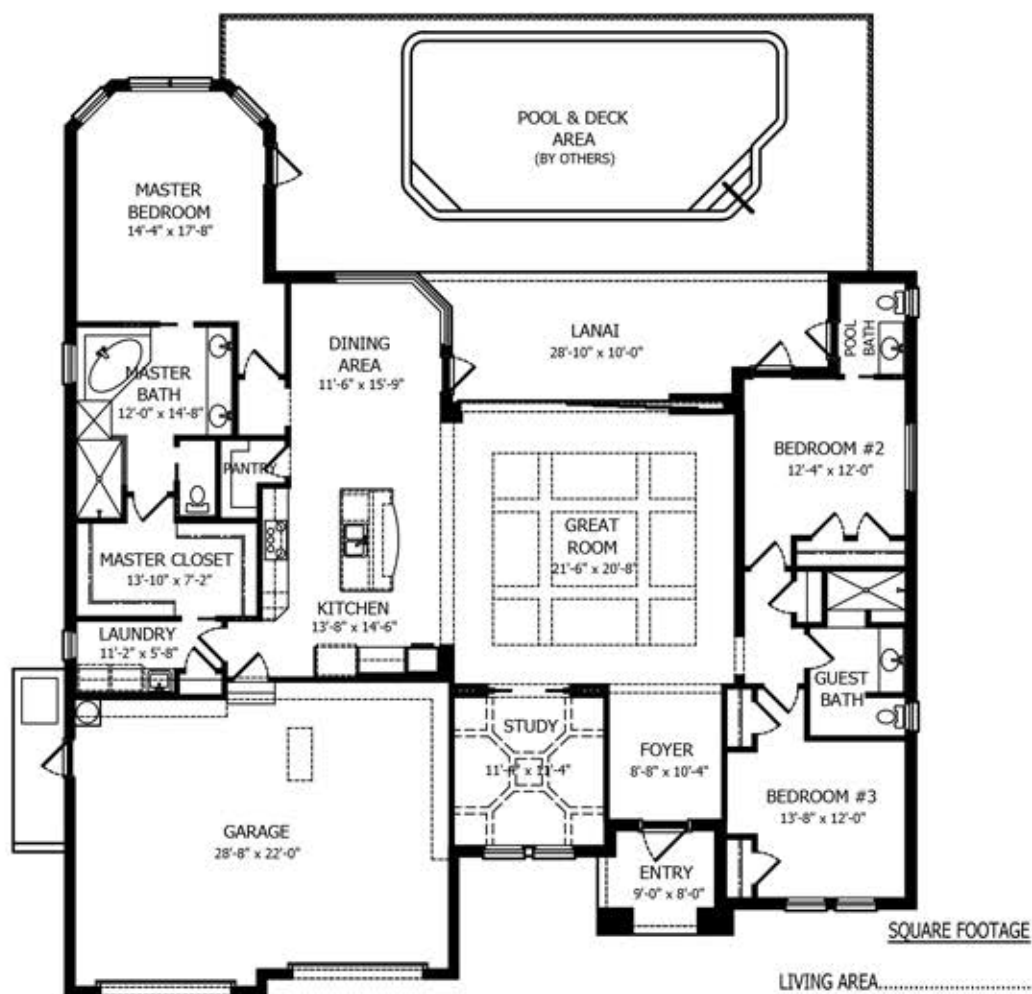 POOL & DECK
AREA
(BY OTHERS)
MASTER
BEDROOM
14'-4" x 17'-8"
DINING
AREA
11'-6" x 15'-9"
LANAI
28'-10" x 10'-0"
POOL
BATH
MASTER
BATH
12'-0" x 14'-8"
PANTRY
BEDROOM #2
12'-4" x 12'-0"
GREAT
ROOM
21'-6" x 20'-8"
MASTER CLOSET
13'-10" x 7'-2"
KITCHEN
13'-8" x 14'-6"
LAUNDRY
11'-2" x 5'-8"
GUEST
BATH
STUDY
11'-4" x 11'-4"
FOYER
8'-8" x 10'-4"
BEDROOM #3
13'-8" x 12'-0"
GARAGE
28'-8" x 22'-0"
ENTRY
9'-0" x 8'-0"
SQUARE FOOTAGE
LIVING AREA..............................